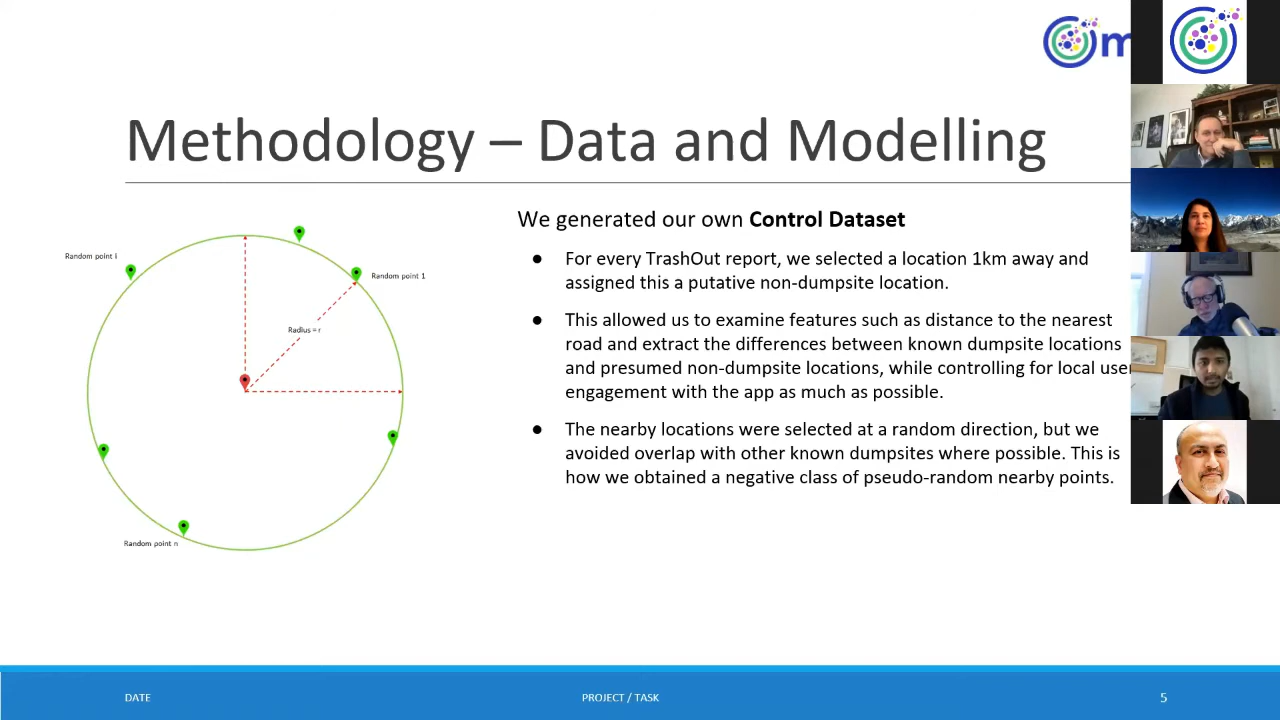 m
Methodology – Data and Modelling
We generated our own Control Dataset
● For every TrashOut report, we selected a location 1km away and
assigned this a putative non-dumpsite location.
● This allowed us to examine features such as distance to the nearest
road and extract the differences between known dumpsite locations
and presumed non-dumpsite locations, while controlling for local user
engagement with the app as much as possible.
● The nearby locations were selected at a random direction, but we
avoided overlap with other known dumpsites where possible. This is
how we obtained a negative class of pseudo-random nearby points.
Random point i
Random point 1
Radius = r
Random point n
DATE
PROJECT / TASK
5